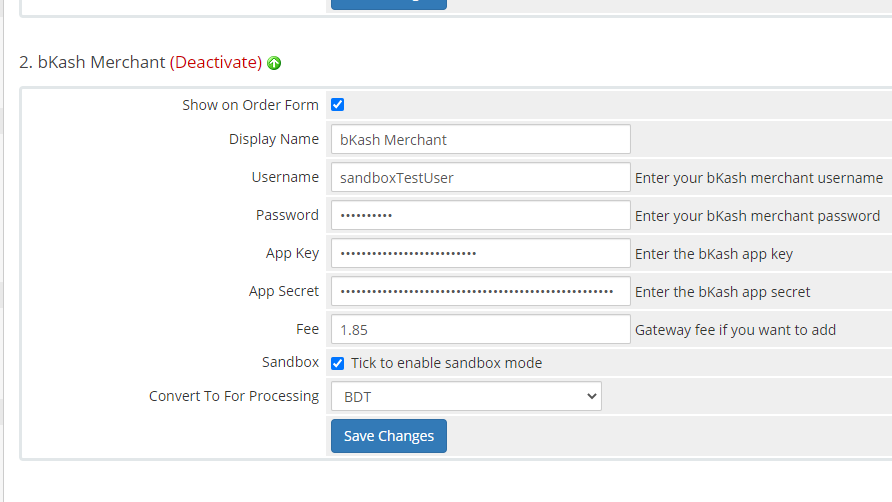 2. bKash Merchant (Deactivate)
Show on Order Form
Display Name bKash Merchant
Username sandboxTestUser Enter your bKash merchant username
Password •••••••••• Enter your bKash merchant password
App Key •••••••••••••••••••••••••• Enter the bKash app key
App Secret •••••••••••••••••••••••••••••••••••••••••••••••••••• Enter the bKash app secret
Fee 1.85 Gateway fee if you want to add
Sandbox Tick to enable sandbox mode
Convert To For Processing BDT
Save Changes